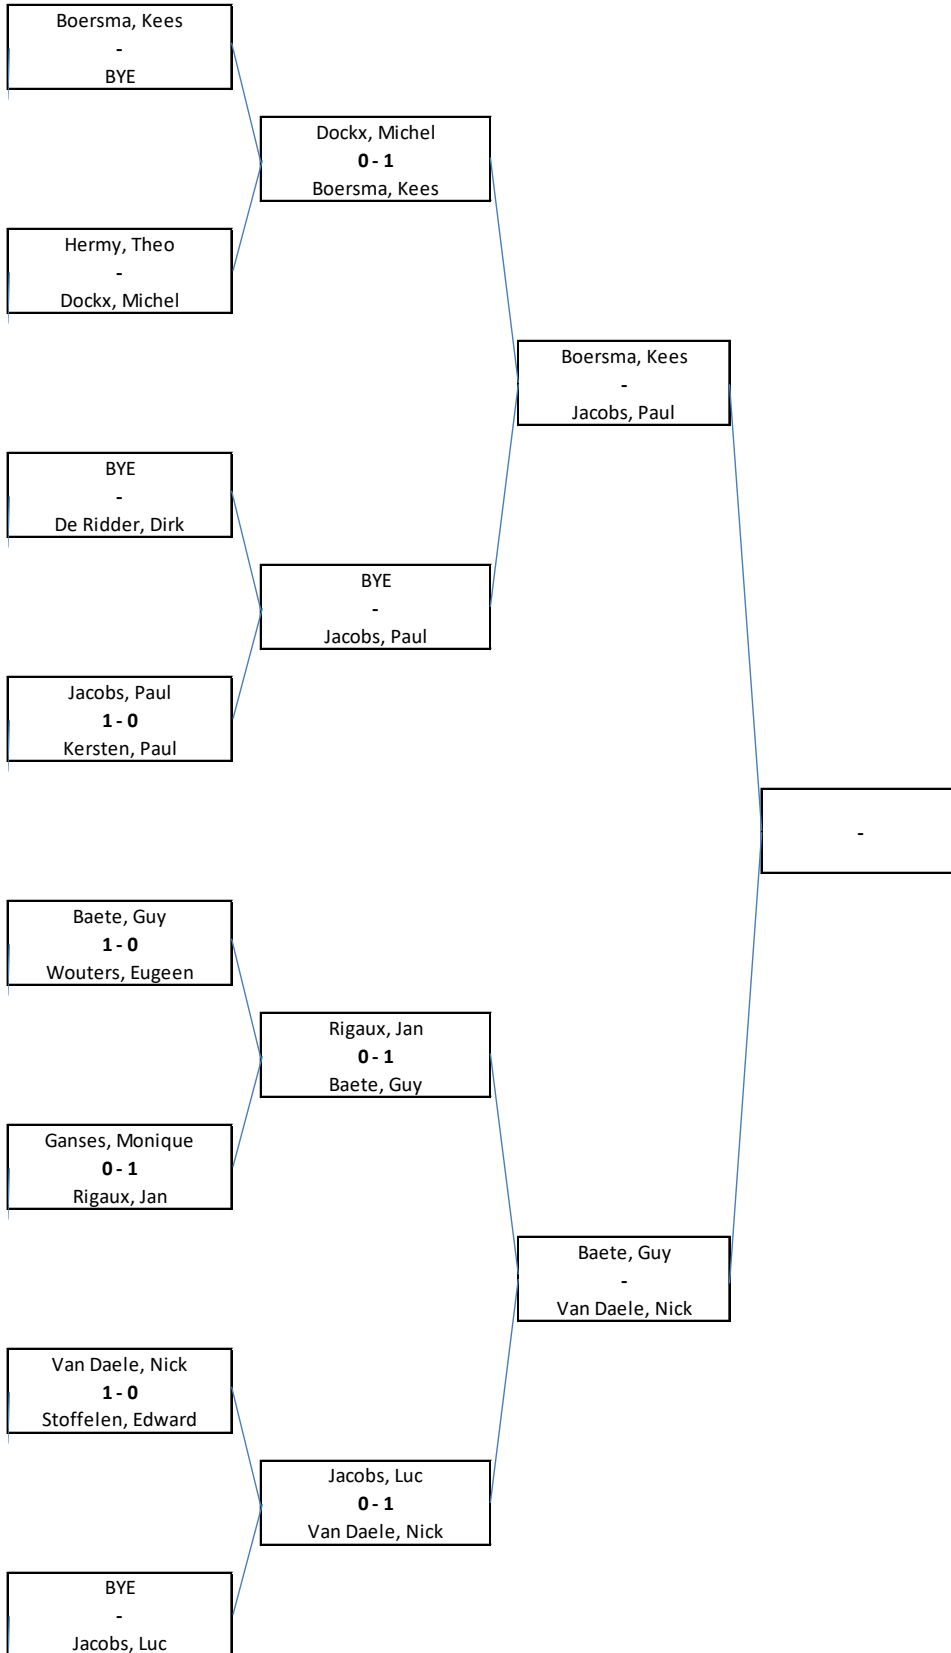 Boersma, Kees
-
BYE
Dockx, Michel
0 - 1
Boersma, Kees
Hermy, Theo
-
Dockx, Michel
Boersma, Kees
-
Jacobs, Paul
BYE
-
De Ridder, Dirk
BYE
-
Jacobs, Paul
Jacobs, Paul
1 - 0
Kersten, Paul
-
Baete, Guy
1 - 0
Wouters, Eugeen
Rigaux, Jan
0 - 1
Baete, Guy
Ganses, Monique
0 - 1
Rigaux, Jan
Baete, Guy
-
Van Daele, Nick
Van Daele, Nick
1 - 0
Stoffelen, Edward
Jacobs, Luc
0 - 1
Van Daele, Nick
BYE
-
Jacobs, Luc